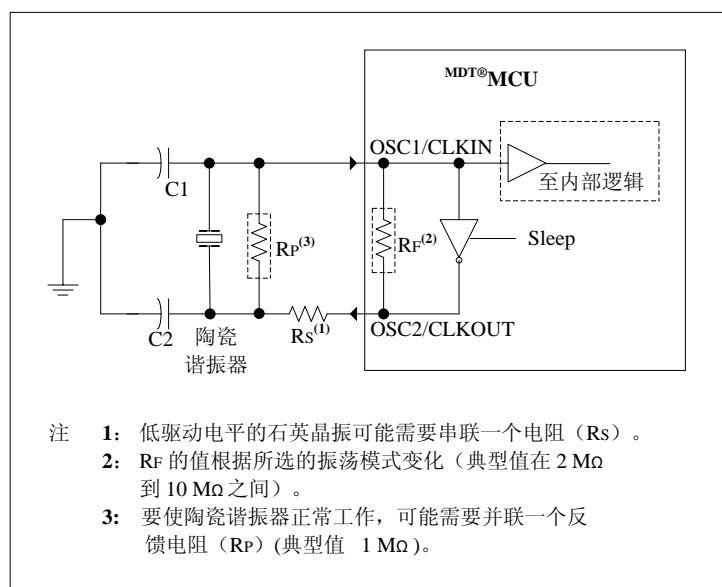 MDT®MCU
OSC1/CLKIN
C1
至内部逻辑
RP(3)
RF(2)
Sleep
C2
陶瓷
谐振器
RS(1)
OSC2/CLKOUT
注 1： 低驱动电平的石英晶振可能需要串联一个电阻（RS）。
2： RF 的值根据所选的振荡模式变化（典型值在 2 MΩ
到 10 MΩ 之间）。
3： 要使陶瓷谐振器正常工作，可能需要并联一个反
馈电阻（RP）(典型值 1 MΩ )。